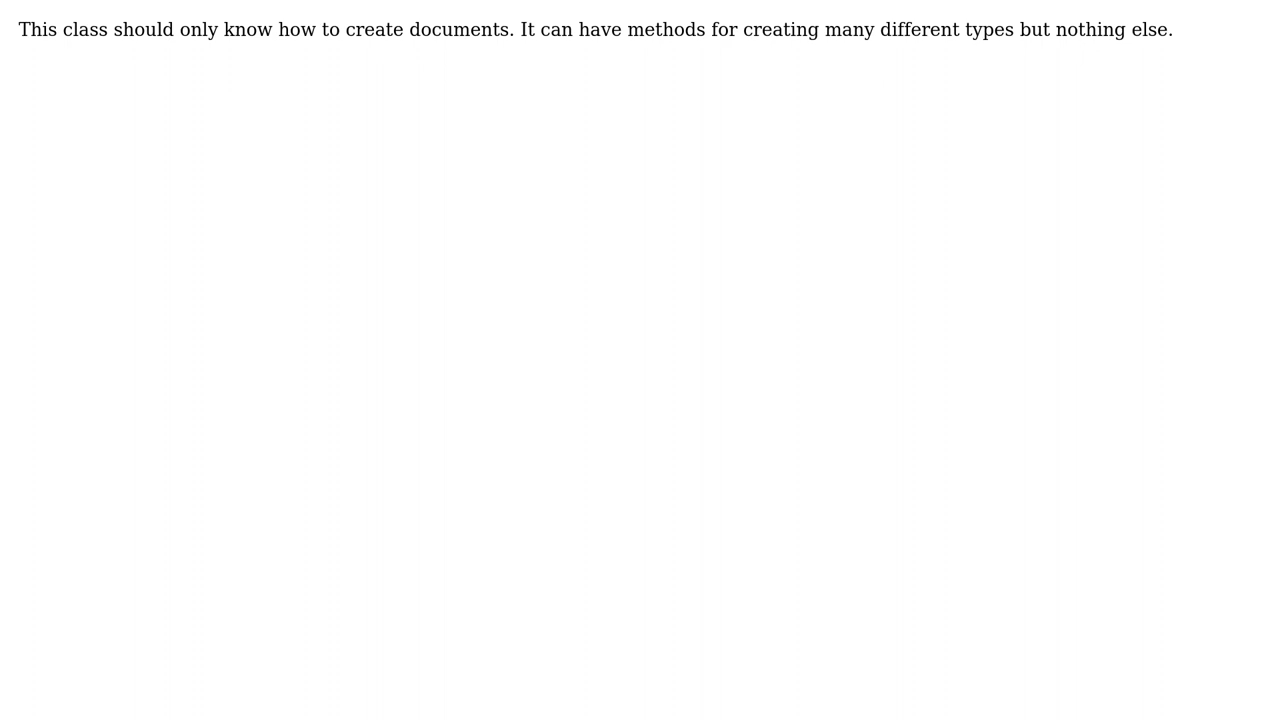 This class should only know how to create documents. It can have methods for creating many different types but nothing else.